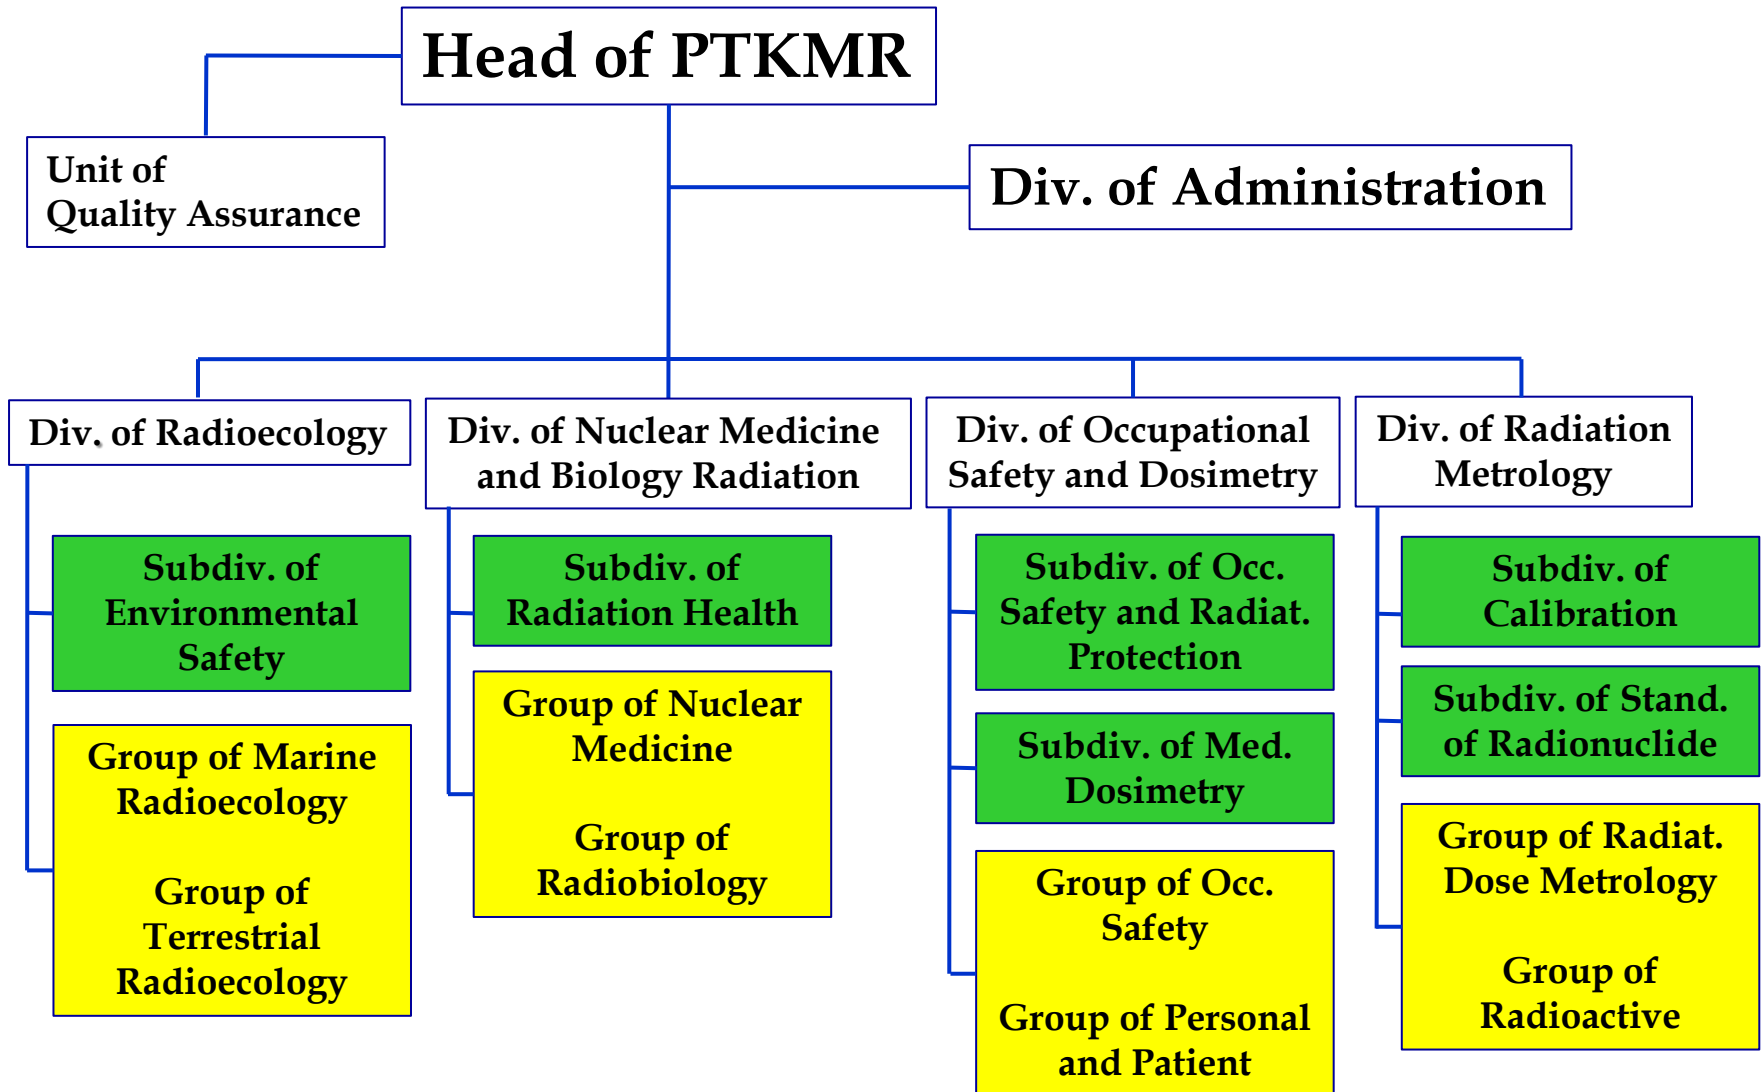 Head of PTKMR
Unit of
Quality Assurance
Div. of Administration
Div. of Radioecology
Div. of Nuclear Medicine
and Biology Radiation
Div. of Occupational
Safety and Dosimetry
Div. of Radiation
Metrology
Subdiv. of
Environmental
Safety
Group of Marine
Radioecology
Group of
Terrestrial
Radioecology
Subdiv. of
Radiation Health
Group of Nuclear
Medicine
Group of
Radiobiology
Subdiv. of Occ.
Safety and Radiat.
Protection
Subdiv. of Med.
Dosimetry
Group of Occ.
Safety
Group of Personal
and Patient
Subdiv. of
Calibration
Subdiv. of Stand.
of Radionuclide
Group of Radiat.
Dose Metrology
Group of
Radioactive